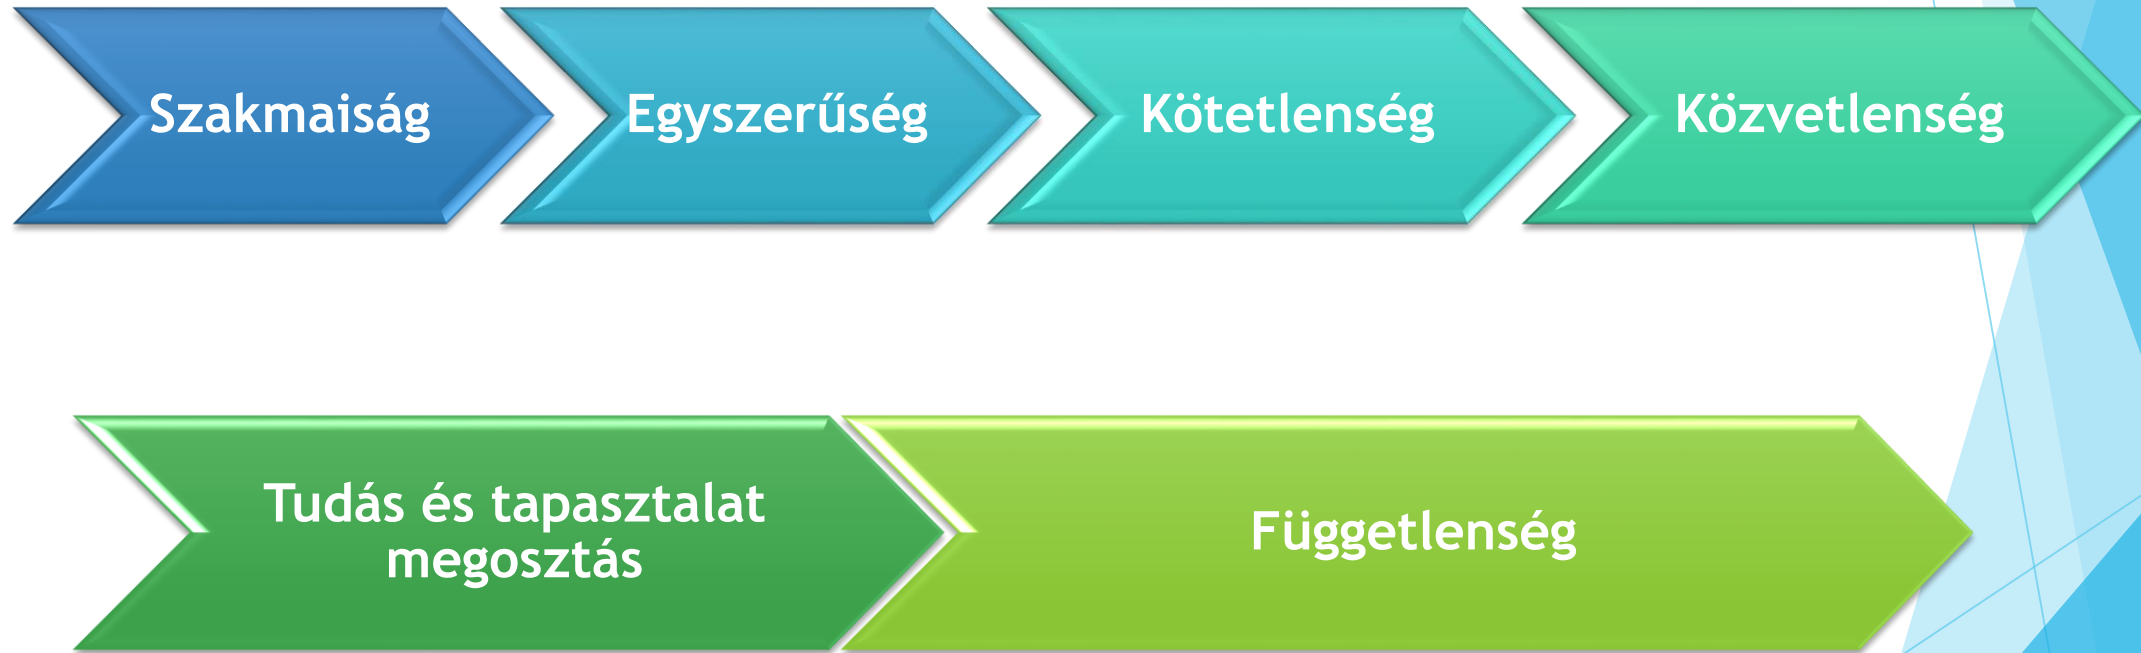 Szakmaiság
Egyszerűség
Kötetlenség
Közvetlenség
Tudás és tapasztalat
megosztás
Függetlenség